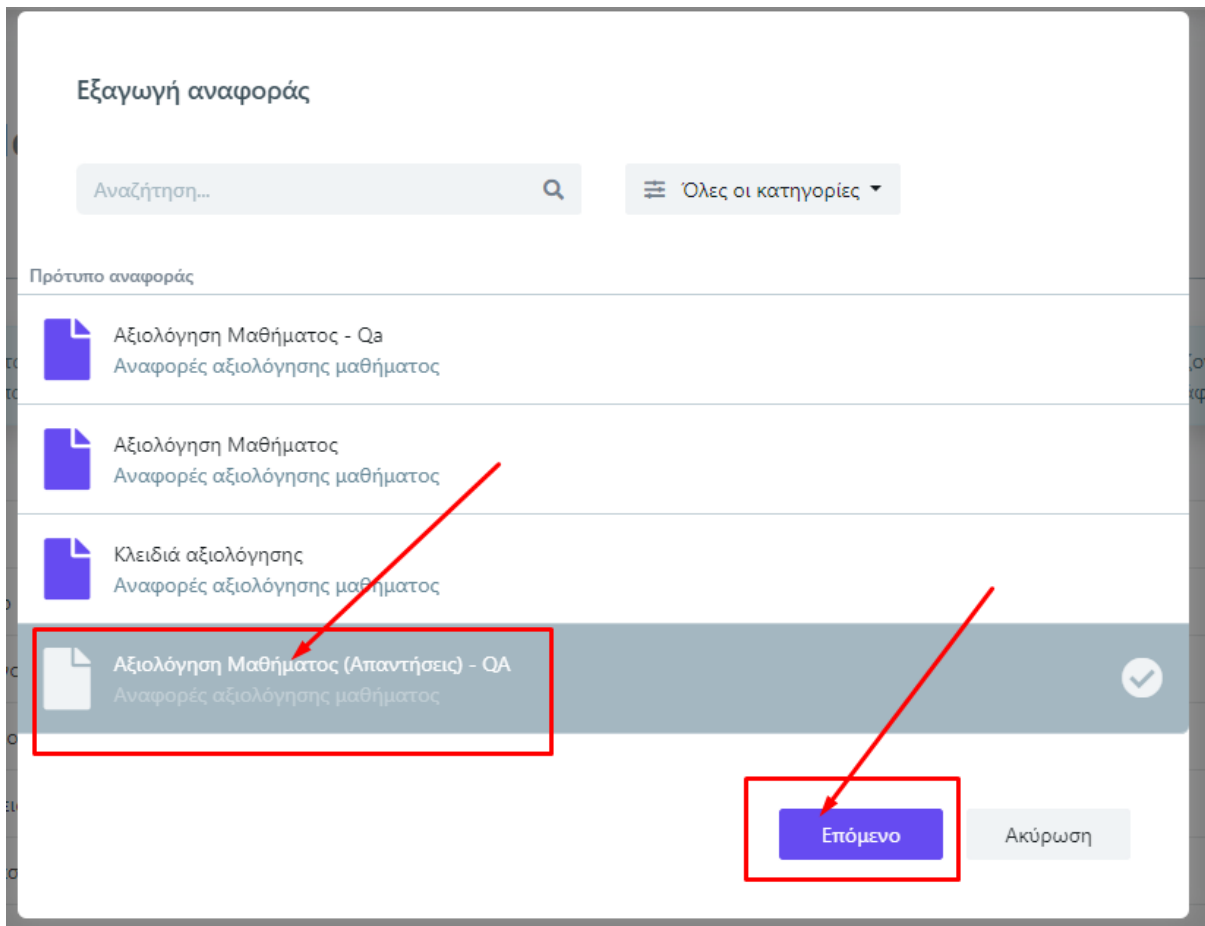 Εξαγωγή αναφοράς
Αναζήτηση...
Όλες οι κατηγορίες
Πρότυπο αναφοράς
Αξιολόγηση Μαθήματος - Qa
Αναφορές αξιολόγησης μαθήματος
Αξιολόγηση Μαθήματος
Αναφορές αξιολόγησης μαθήματος
Κλειδιά αξιολόγησης
Αναφορές αξιολόγησης μαθήματος
Αξιολόγηση Μαθήματος (Απαντήσεις) - QA
Αναφορές αξιολόγησης μαθήματος
Επόμενο
Ακύρωση